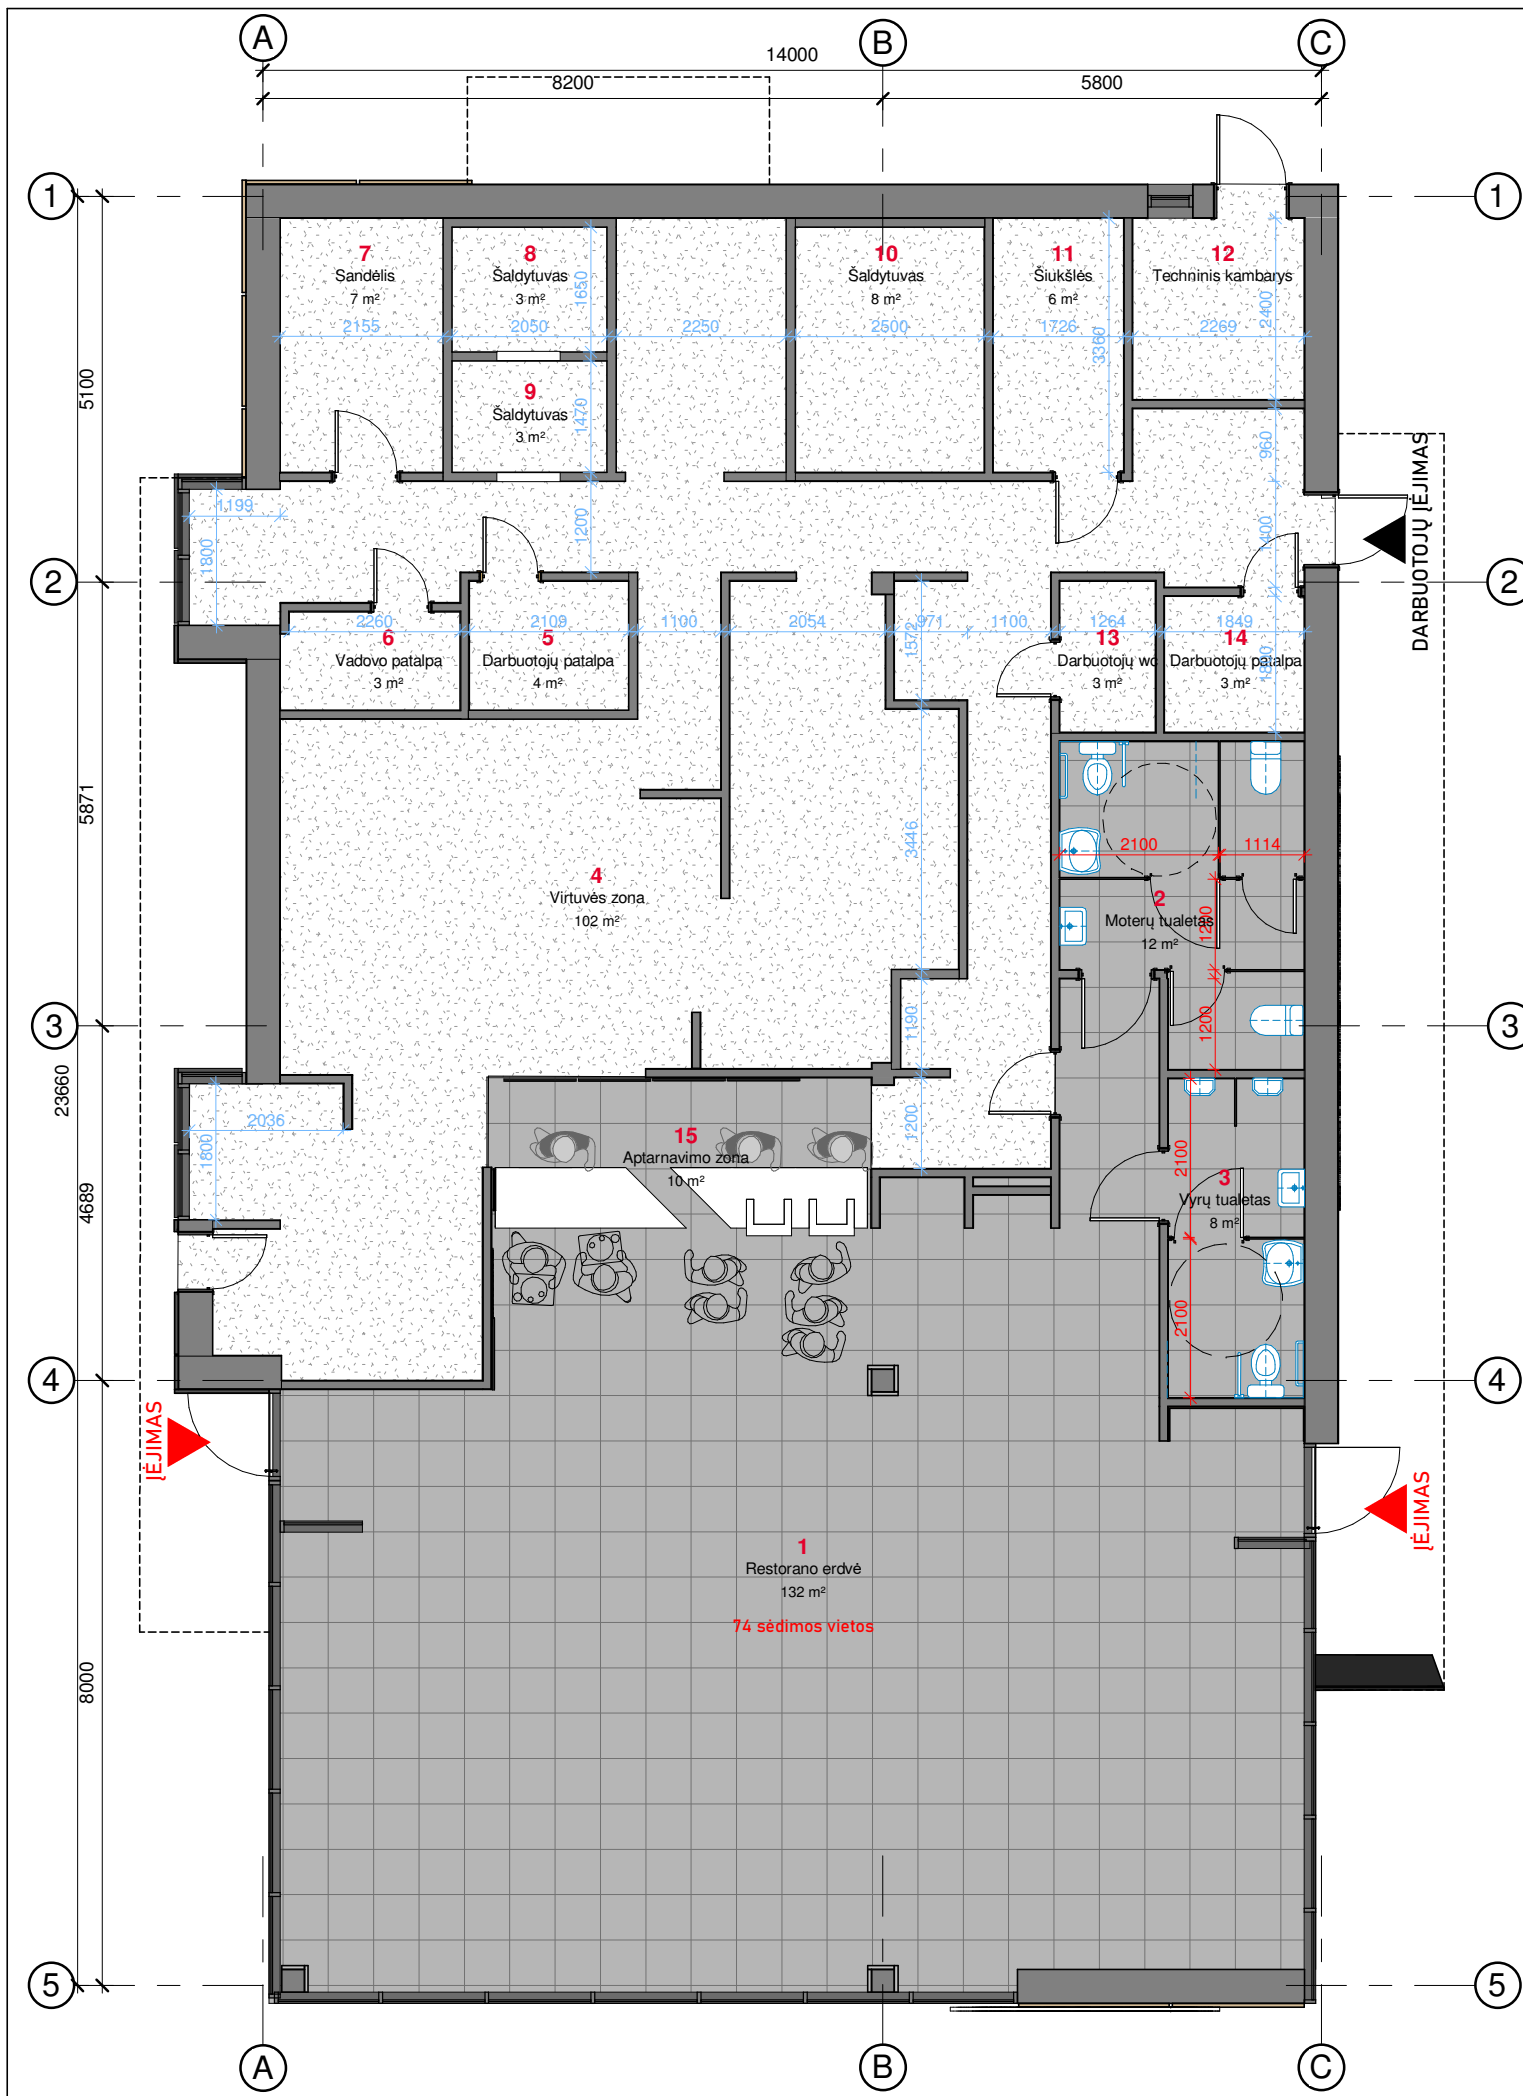 A
B
C
14000
8200
5800
1
1
7
Sandėlis
7 m²
8
Šaldytuvas
3 m²
10
Šaldytuvas
8 m²
11
Šiukšlės
6 m²
12
Techninis kambarys
1650
2400
2155
2050
2250
2500
1726
2269
3360
5100
9
Šaldytuvas
3 m²
1470
960
DARBUOTOJŲ ĮĖJIMAS
1199
1800
1200
1400
2
2
2260
2109
1100
2054
971
1100
1264
1849
6
Vadovo patalpa
3 m²
5
Darbuotojų patalpa
4 m²
1572
13
Darbuotojų wc
3 m²
14
Darbuotojų patalpa
3 m²
5871
3446
2100
1114
4
Virtuvės zona
102 m²
2
Moterų tualetas
12 m²
1200
3
3
1190
1200
23660
2036
1800
15
Aptarnavimo zona
10 m²
1200
2100
3
Vyrų tualetas
8 m²
4689
2100
4
4
ĮĖJIMAS
ĮĖJIMAS
1
Restorano erdvė
132 m²
74 sėdimos vietos
8000
5
5
A
B
C